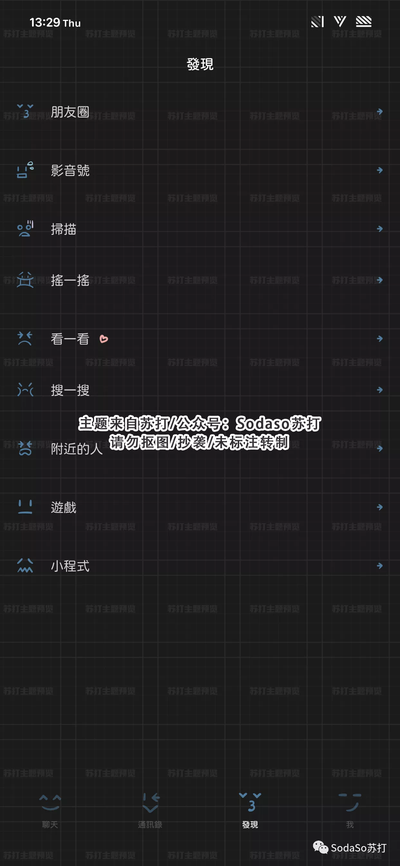 13:29 Thu
發現
朋友圈
影音號
掃描
搖一搖
看一看
搜一搜
主题来自苏打/公众号：Sodaso苏打
请勿抠图/抄袭/未标注转制
附近的人
遊戲
小程式
聊天
通訊錄
發現
我
SodaSo苏打